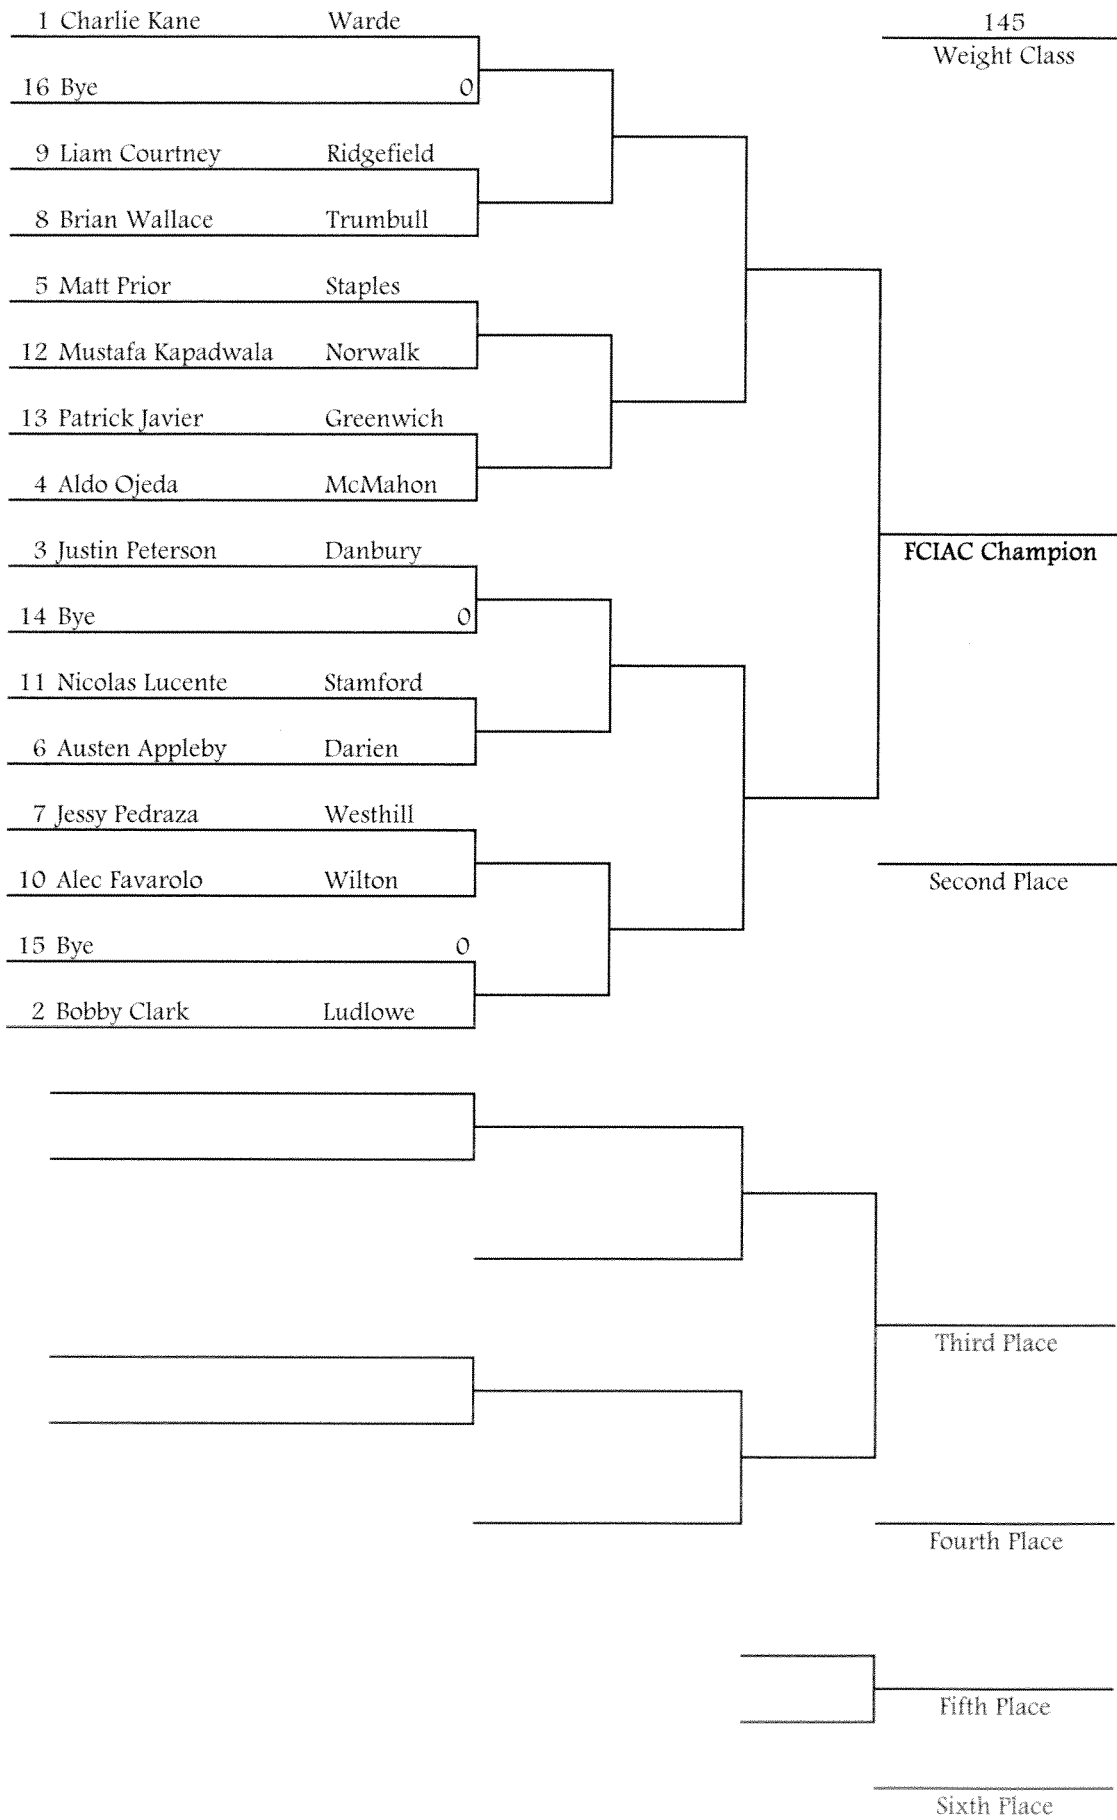 1 Charlie Kane Warde
145
Weight Class
16 Bye 0
9 Liam Courtney Ridgefield
8 Brian Wallace Trumbull
5 Matt Prior Staples
12 Mustafa Kapadwala Norwalk
13 Patrick Javier Greenwich
4 Aldo Ojeda McMahon
3 Justin Peterson Danbury
FCIAC Champion
14 Bye 0
11 Nicolas Lucente Stamford
6 Austen Appleby Darien
7 Jessy Pedraza Westhill
10 Alec Favarolo Wilton
Second Place
15 Bye 0
2 Bobby Clark Ludlowe
Third Place
Fourth Place
Fifth Place
Sixth Place